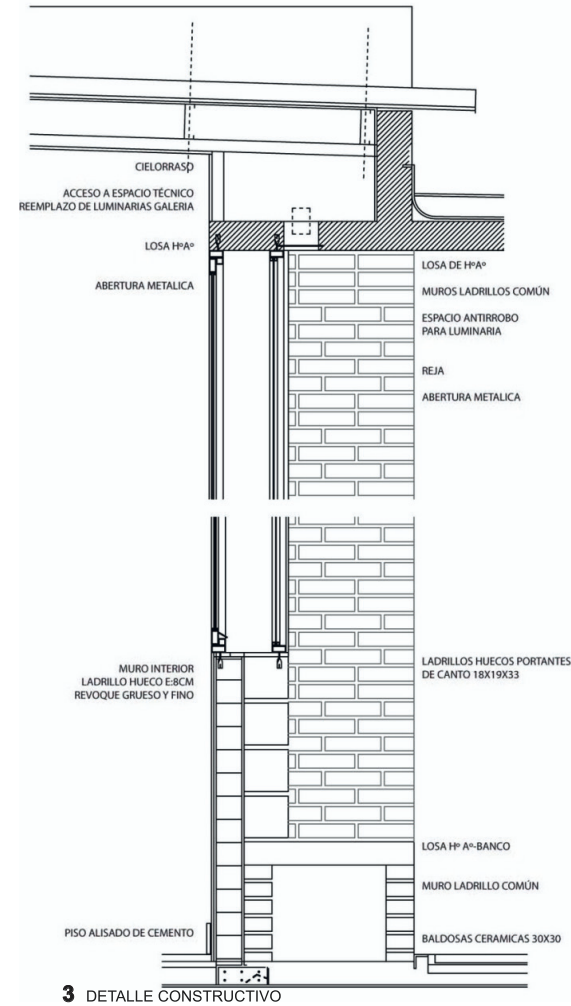 CIELORRASO
ACCESO A ESPACIO TÉCNICO
REEMPLAZO DE LUMINARIAS GALERIA
LOSA HºAº
ABERTURA METALICA
LOSA DE HºAº
MUROS LADRILLOS COMÚN
ESPACIO ANTIRROBO
PARA LUMINARIA
REJA
ABERTURA METALICA
MURO INTERIOR
LADRILLO HUECO E:8CM
REVOQUE GRUESO Y FINO
LADRILLOS HUECOS PORTANTES
DE CANTO 18X19X33
LOSA Hº Aº-BANCO
MURO LADRILLO COMÚN
PISO ALISADO DE CEMENTO
BALDOSAS CERAMICAS 30X30
3 DETALLE CONSTRUCTIVO